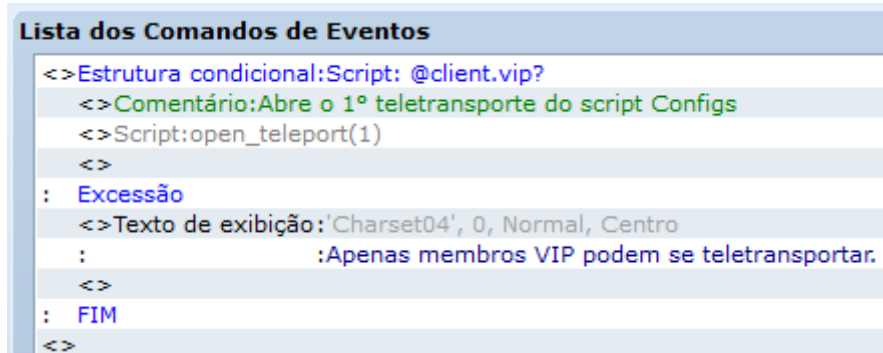 Lista dos Comandos de Eventos
<>Estrutura condicional:Script: @client.vip?
<>Comentário:Abre o 1º teletransporte do script Configs
<>Script:open_teleport(1)
<>
: Excessão
<>Texto de exibição:'Charset04', 0, Normal, Centro
: :Apenas membros VIP podem se teletransportar.
<>
: FIM
<>